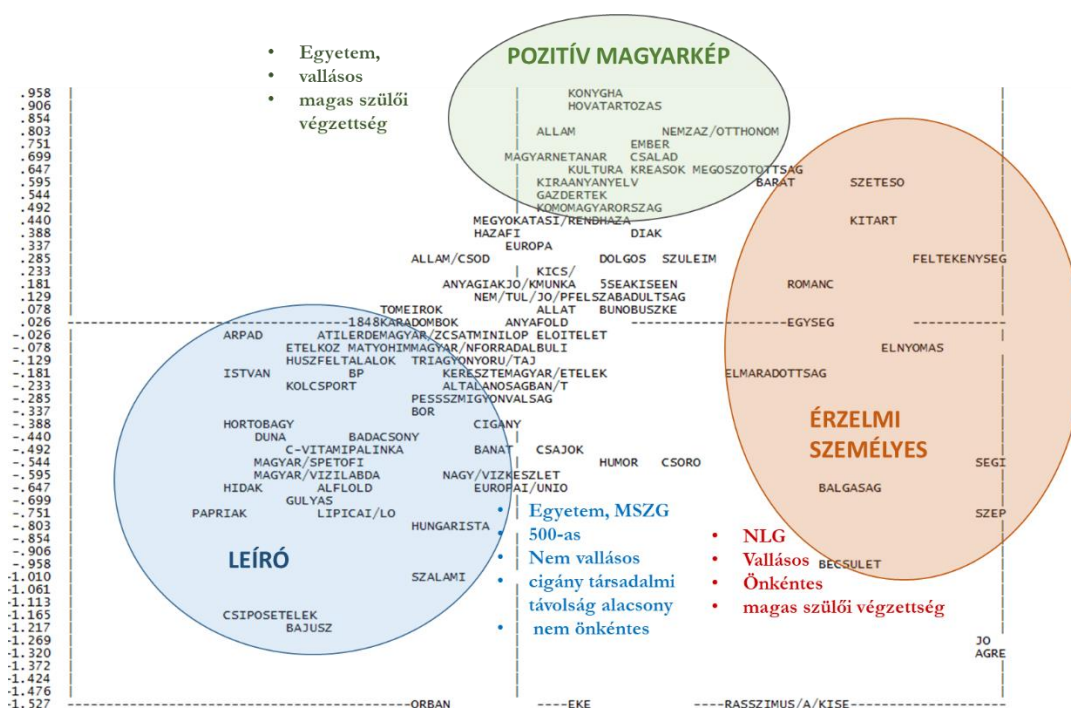 • Egyetem,
• vallásos
• magas szülői
végzettség
POZITÍV MAGYARKÉP
.958 KONYGHA
.906 HOVATARTOZAS
.854
.803 ALLAM NEMZAZ/OTTHONOM
.751 EMBER
.699 MAGYARNETANAR CSALAD
.647 KULTURA KREASOK MEGOSZOTOTTSAG
.595 KIRAANYANYELV BARAT SZETESO
.544 GAZDERTEK
.492 KOMOMAGYARORSZAG
.440 MEGYOKATASI/RENDHAZA KITART
.388 HAZAFI DIAK
.337 EUROPA
.285 ALLAM/CSOD DOLGOS SZULEIM FELTEKENYSEG
.233 KICS/
.181 ANYAGIAKJO/KMUNKA 5SEAKISEEN ROMANC
.129 NEM/TUL/JO/PFELSZABADULTSAG
.078 TOMEIROK ALLAT BUNOBUSZKE
.026 1848KARADOMBOK ANYAFOLD EGYSEG
-.026 ARPAD ATILERDEMAGYAR/ZCSATMINILOP ELOITELET
-.078 ETELKOZ MATYOHIMMAGYAR/NFORRADALBULI ELNYOMAS
-.129 HUSZFELTALALOK TRIAGYONYORU/TAJ
-.181 ISTVAN BP KERESZTEMAGYAR/ETELEK ELMARADOTTSAG
-.233 KOLCSPORT ALTALANOSAGBAN/T
-.285 PESSSZMIGYONVALSAG
-.337 BOR
-.388 HORTOBAGY CIGANY
-.440 DUNA BADACSONY
-.492 C-VITAMIPALINKA BANAT CSAJOK
-.544 MAGYAR/SPETOFI HUMOR CSORO SEGI
-.595 MAGYAR/VIZILABDA NAGY/VIZKESZLET
-.647 HIDAK ALFLOLD EUROPAI/UNIO BALGASAG
-.699 GULYAS
-.751 PAPRIAK LIPICAI/LO SZEP
-.803 HUNGARISTA
-.854
-.906
-.958 BECSULET
-1.010 SZALAMI
-1.061
-1.113
-1.165 CSIPOSETELEK
-1.217 BAJUSZ
-1.269 JO
-1.320 AGRE
-1.372
-1.424
-1.476
-1.527 ORBAN EKE RASSZIMUS/A/KISE
ÉRZELMI
SZEMÉLYES
LEÍRÓ
• Egyetem, MSZG
• 500-as
• Nem vallásos
• cigány társadalmi
távolság alacsony
• nem önkéntes
• NLG
• Vallásos
• Önkéntes
• magas szülői végzettség